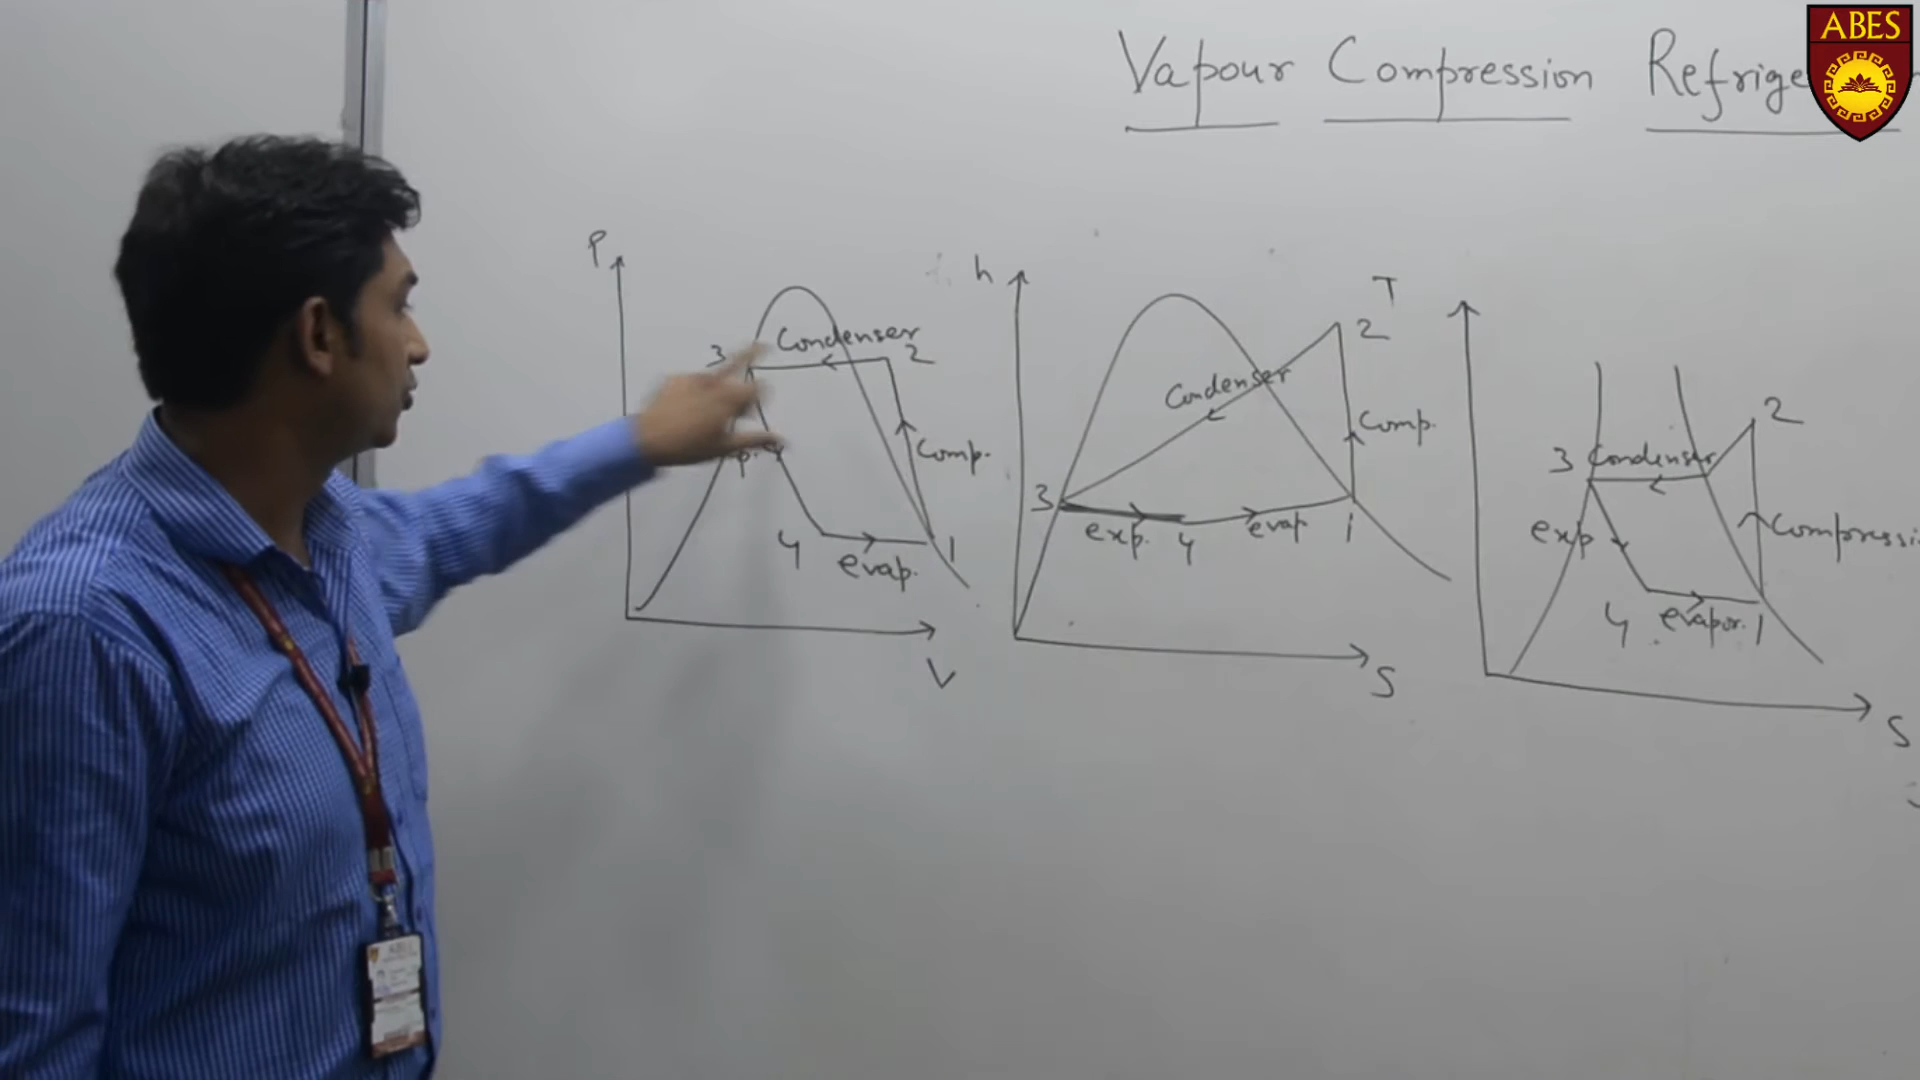 ABES
Vapour Compression Refrige
P
3 Condenser 2
Comp.
p.
4 evap. 1
V
h
2
Condenser
Comp.
3 exp. 4 evap 1
S
T
2
3 Condenser
exp
Compressi
4 evapor. 1
S